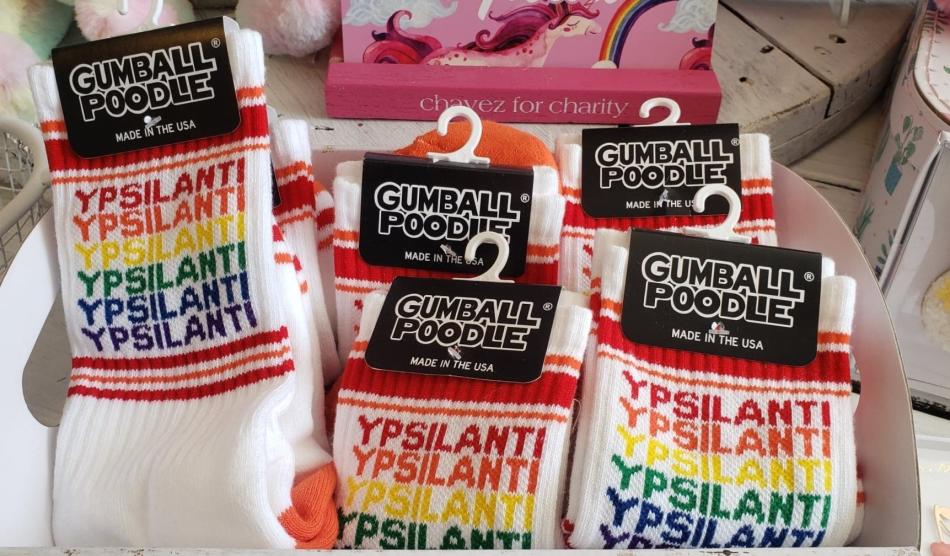 chavez for charity
GUMBALL®
POODLE
MADE IN THE USA
YPSILANTI
YPSILANTI
YPSILANTI
YPSILANTI
YPSILANTI
YPSILANTI
GUMBALL®
POODLE
MADE IN THE USA
GUMBALL®
POODLE
MADE IN THE US
GUMBALL
POODLE
MADE IN THE USA
YPSILANTI
YPSILANTI
YPSILANTI
YPSILANTI
GUMBALL®
POODLE
MADE IN THE USA
YPSILANTI
YPSILANTI
YPSILANTI
YPSILANTI
YPSILANTI
YPSILANTI